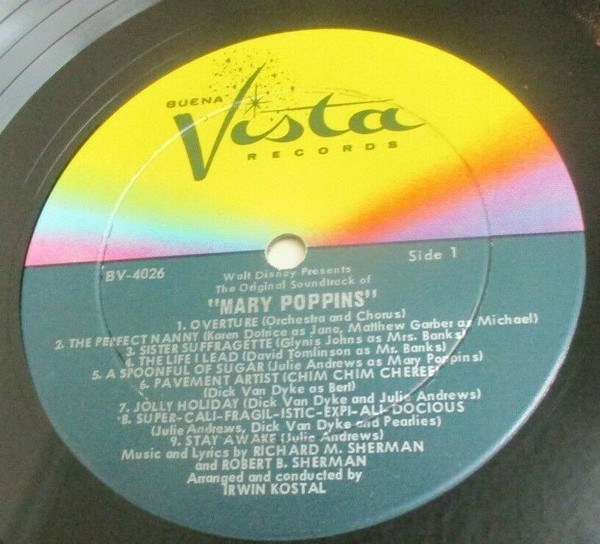 BUENA
Vista
RECORDS
BV-4026
Side 1
Walt Disney Presents
The Original Soundtrack of
"MARY POPPINS"
1. OVERTURE (Orchestra and Chorus)
2. THE PERFECT NANNY (Karen Dotrice as Jane, Matthew Garber as Michael)
3. SISTER SUFFRAGETTE (Glynis Johns as Mrs. Banks)
4. THE LIFE I LEAD (David Tomlinson as Mr. Banks)
5. A SPOONFUL OF SUGAR (Julie Andrews as Mary Poppins)
6. PAVEMENT ARTIST (CHIM CHIM CHEREE)
(Dick Van Dyke as Bert)
7. JOLLY HOLIDAY (Dick Van Dyke and Julie Andrews)
8. SUPER-CALI-FRAGIL-ISTIC-EXPI-ALI-DOCIOUS
(Julie Andrews, Dick Van Dyke and Pearlies)
9. STAY AWAKE (Julie Andrews)
Music and Lyrics by RICHARD M. SHERMAN
and ROBERT B. SHERMAN
Arranged and conducted by
IRWIN KOSTAL